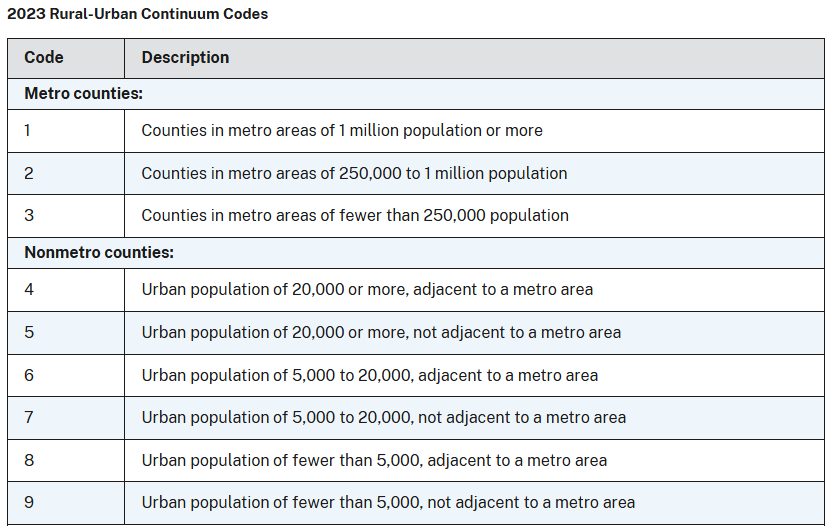 2023 Rural-Urban Continuum Codes
Code Description
Metro counties:
1 Counties in metro areas of 1 million population or more
2 Counties in metro areas of 250,000 to 1 million population
3 Counties in metro areas of fewer than 250,000 population
Nonmetro counties:
4 Urban population of 20,000 or more, adjacent to a metro area
5 Urban population of 20,000 or more, not adjacent to a metro area
6 Urban population of 5,000 to 20,000, adjacent to a metro area
7 Urban population of 5,000 to 20,000, not adjacent to a metro area
8 Urban population of fewer than 5,000, adjacent to a metro area
9 Urban population of fewer than 5,000, not adjacent to a metro area